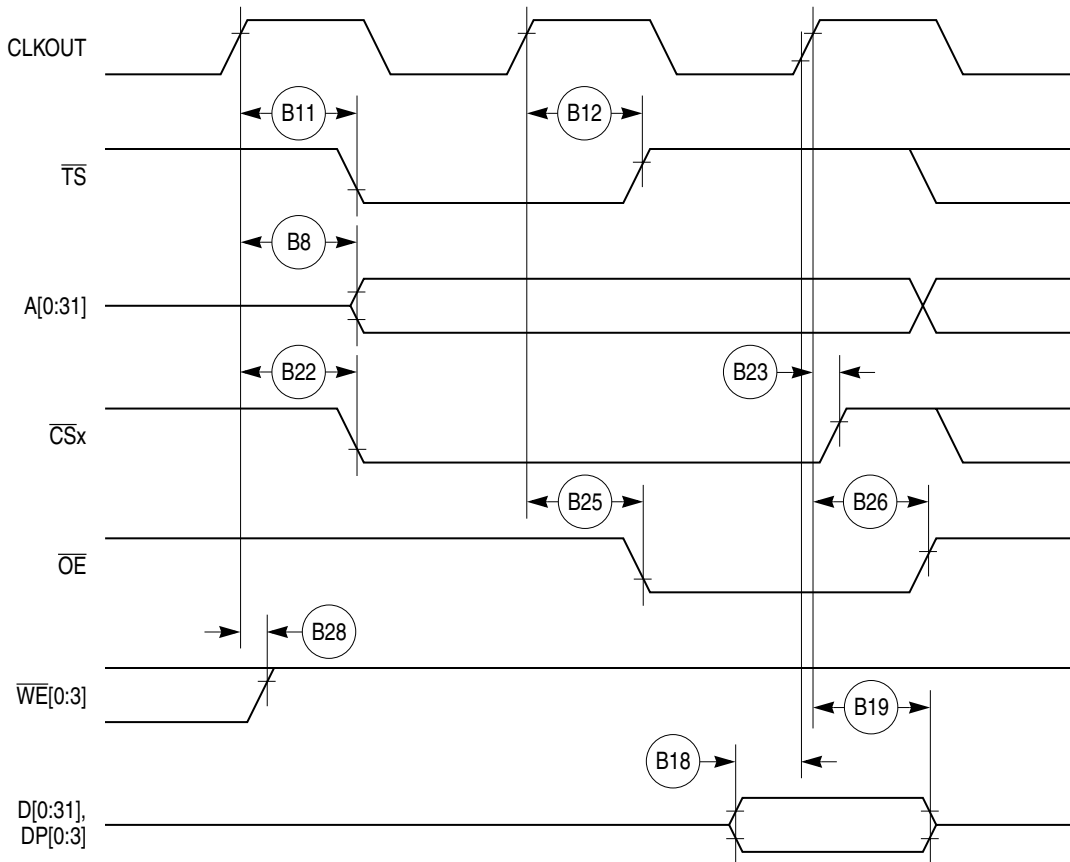 CLKOUT
B11
B12
TS
B8
A[0:31]
B22
B23
CSx
B25
B26
OE
B28
WE[0:3]
B19
B18
D[0:31],
DP[0:3]